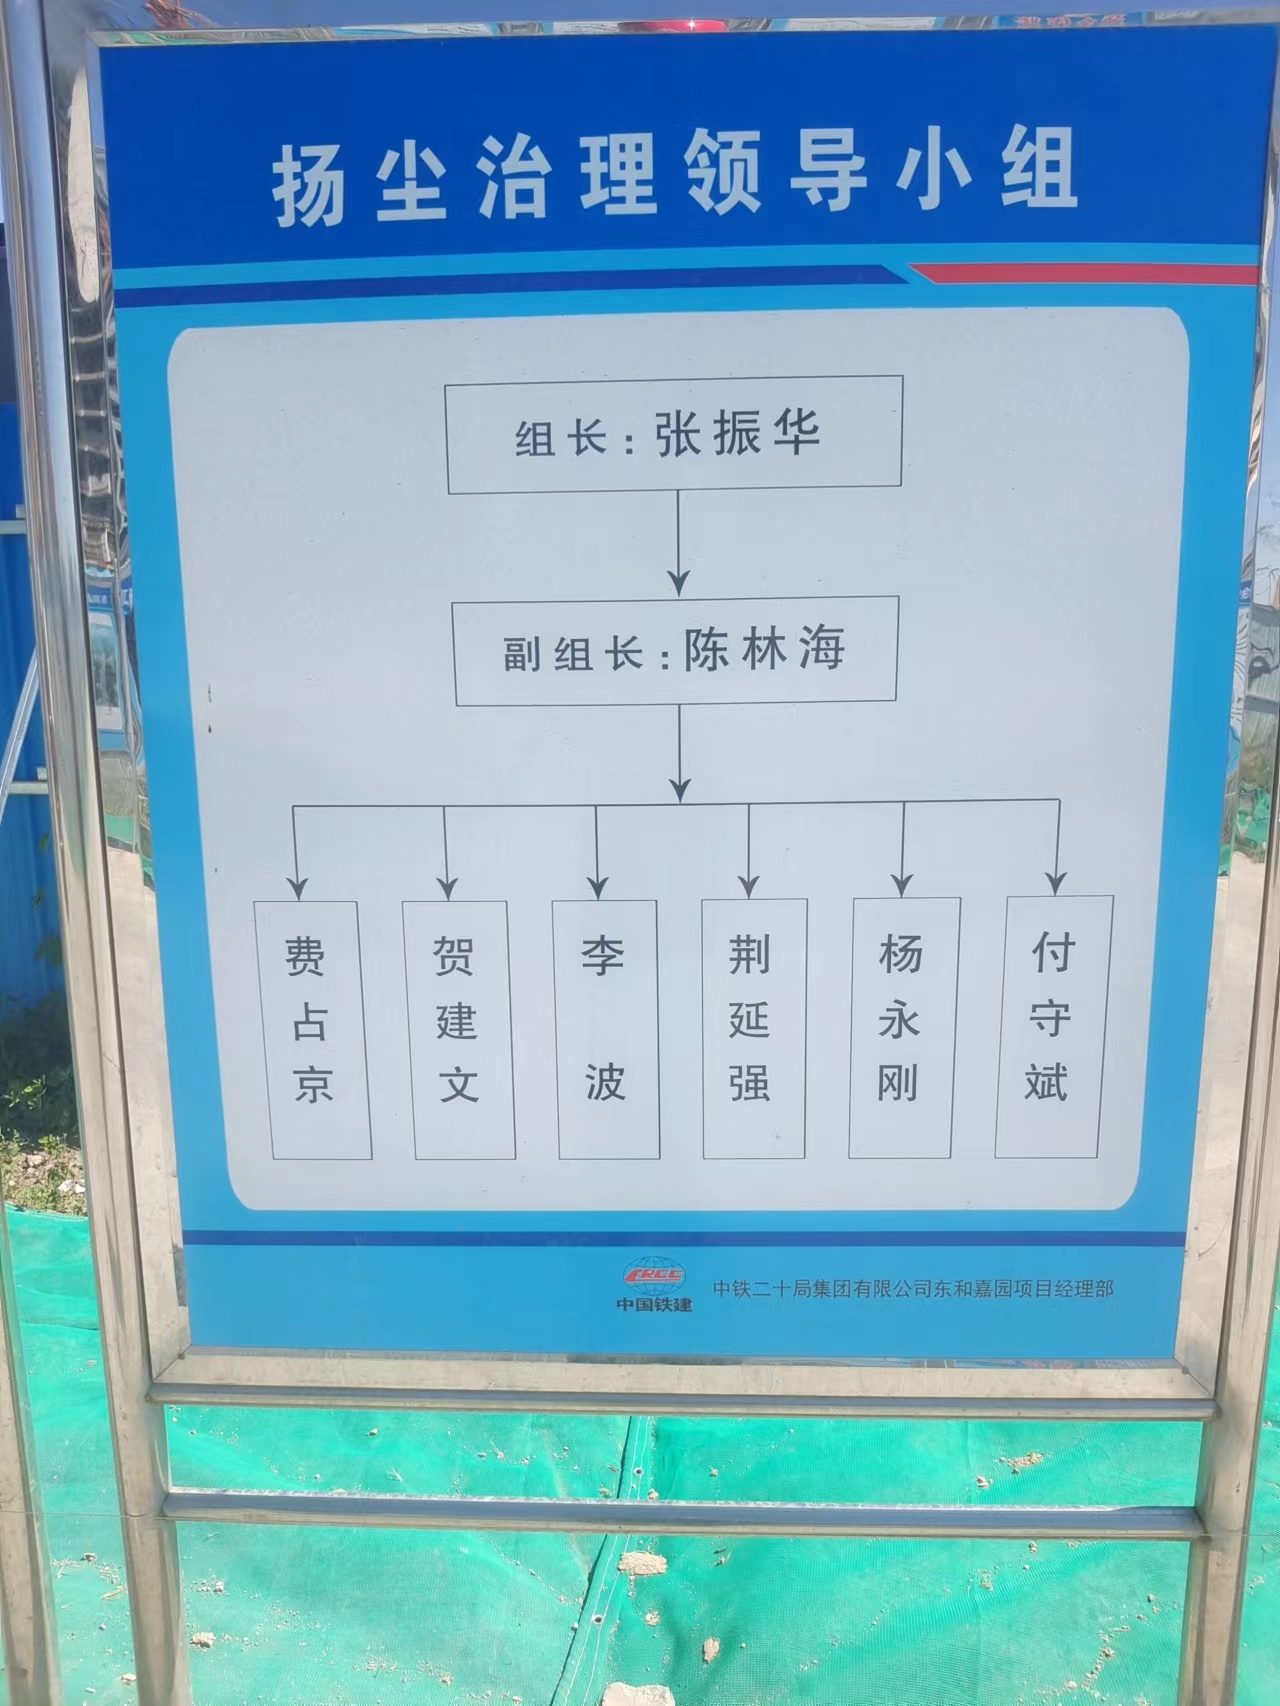 扬尘治理领导小组
组长:张振华
副组长:陈林海
费占京
贺建文
李波
荆延强
杨永刚
付守斌
CRCC
中国铁建
中铁二十局集团有限公司东和嘉园项目经理部